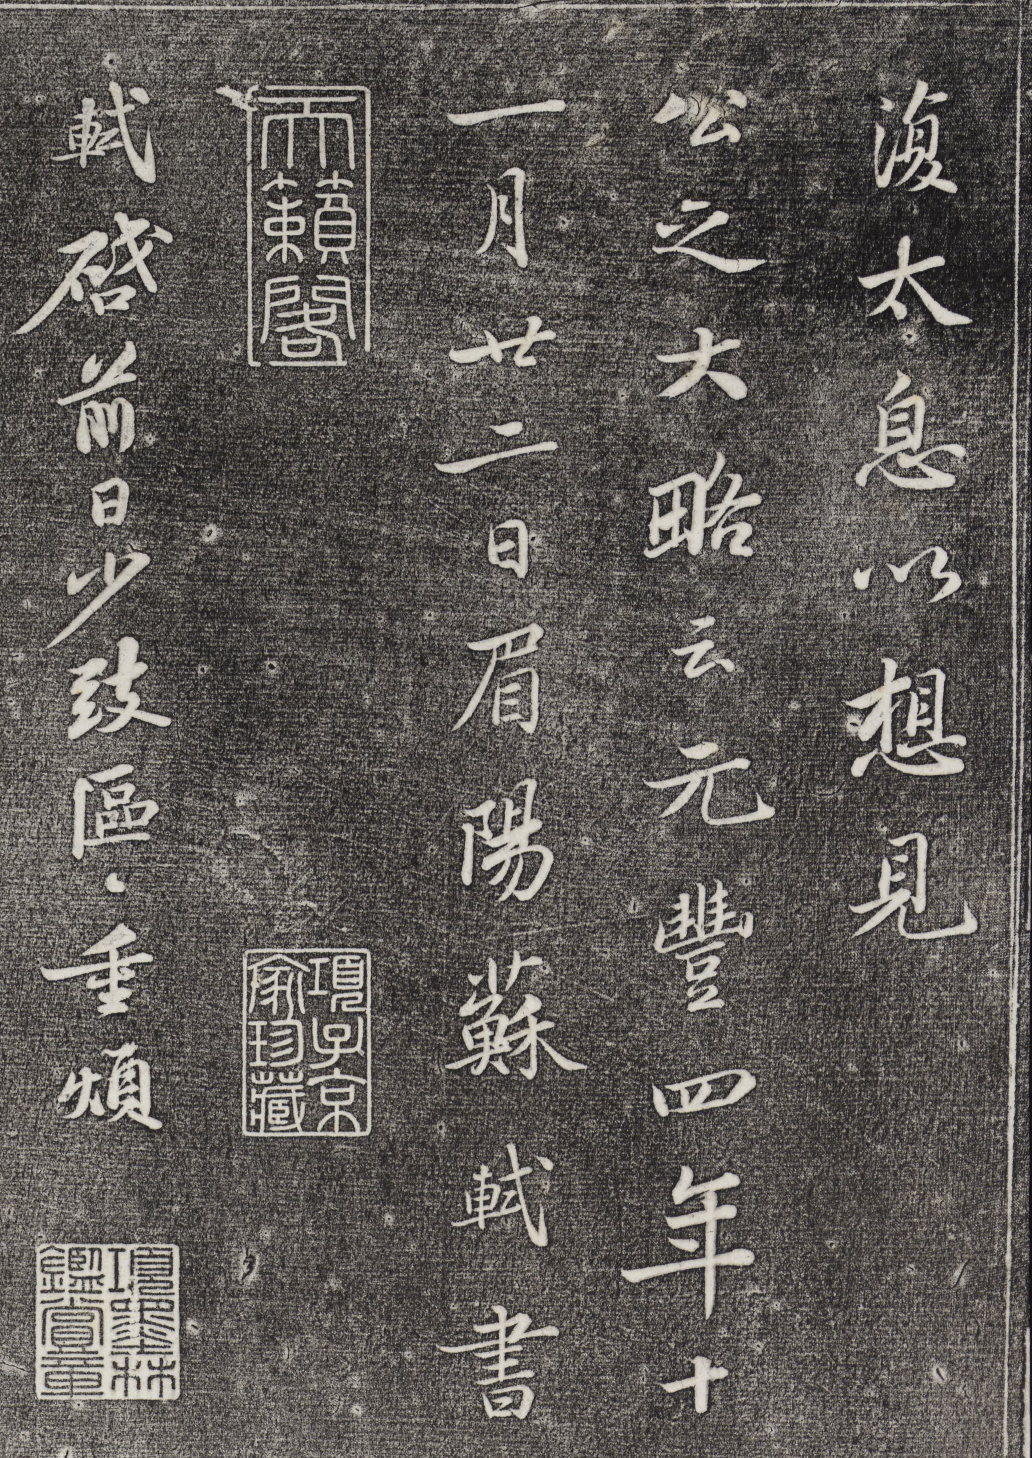 復太息以想見
公之大略云元豐四年十
一月廿二日眉陽蘇軾書
天籟閣
項子京家珍藏
軾啓前日少致區〻重煩
項墨林鑑賞章